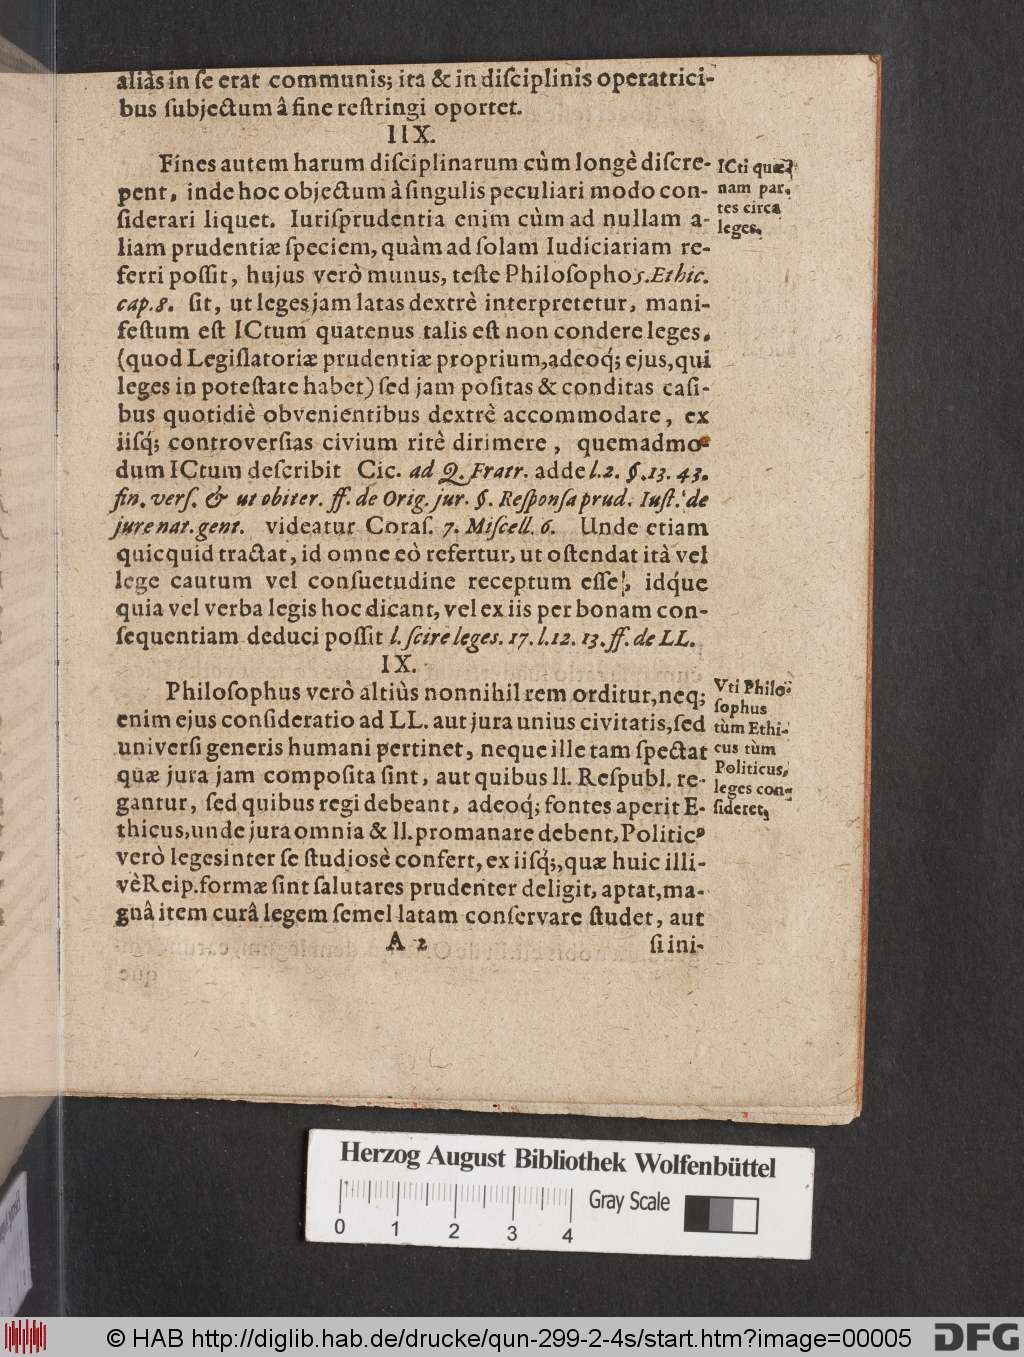 aliàs in ſe erat communis; ita & in diſciplinis operatrici-
bus ſubjectum â fine reſtringi oportet.
IIX.
Fines autem harum diſciplinarum cùm longè diſcre-
pent, inde hoc objectum à ſingulis peculiari modo con-
ſiderari liquet. Iuriſprudentia enim cùm ad nullam a-
liam prudentiæ ſpeciem, quàm ad ſolam Iudiciariam re-
ferri poſſit, hujus verò munus, teſte Philoſopho 5. Ethic.
cap. 8. ſit, ut leges jam latas dextrè interpretetur, mani-
feſtum eſt ICtum quatenus talis eſt non condere leges,
(quod Legiſlatoriæ prudentiæ proprium, adeoq́; ejus, qui
leges in poteſtate habet) ſed jam poſitas & conditas caſi-
bus quotidiè obvenientibus dextrè accommodare, ex
iiſq́; controverſias civium ritè dirimere, quemadmo-
dum ICtum deſcribit Cic. ad Q. Fratr. adde l. 2. §. 13. 43.
fin. verſ. & ut obiter. ff. de Orig. jur. §. Reſponſa prud. Iuſt. de
jure nat. gent. videatur Coraſ. 7. Miſcell. 6. Unde etiam
quicquid tractat, id omne eò refertur, ut oſtendat ità vel
lege cautum vel conſuetudine receptum eſſe, idq́ue
quia vel verba legis hoc dicant, vel ex iis per bonam con-
ſequentiam deduci poſſit l. ſcire leges. 17. l. 12. 13. ff. de LL.
IX.
Philoſophus verò altiùs nonnihil rem orditur, neq;
enim ejus conſideratio ad LL. aut jura unius civitatis, ſed
univerſi generis humani pertinet, neque ille tam ſpectat
quæ jura jam compoſita ſint, aut quibus ll. Reſpubl. re-
gantur, ſed quibus regi debeant, adeoq́; fontes aperit E-
thicus, unde jura omnia & ll. promanare debent, Politicꝰ
verò leges inter ſe ſtudiosè confert, ex iiſq́;, quæ huic illi-
vè Reip. formæ ſint ſalutares prudenter deligit, aptat, ma-
gnâ item curâ legem ſemel latam conſervare ſtudet, aut
A 2
ſi ini-
ICti quæ-
nam par-
tes circa
leges.
Vti Philo-
ſophus
tùm Ethi-
cus tùm
Politicus,
leges con-
ſideret,
Herzog August Bibliothek Wolfenbüttel
0 1 2 3 4
Gray Scale
© HAB http://diglib.hab.de/drucke/qun-299-2-4s/start.htm?image=00005
DFG